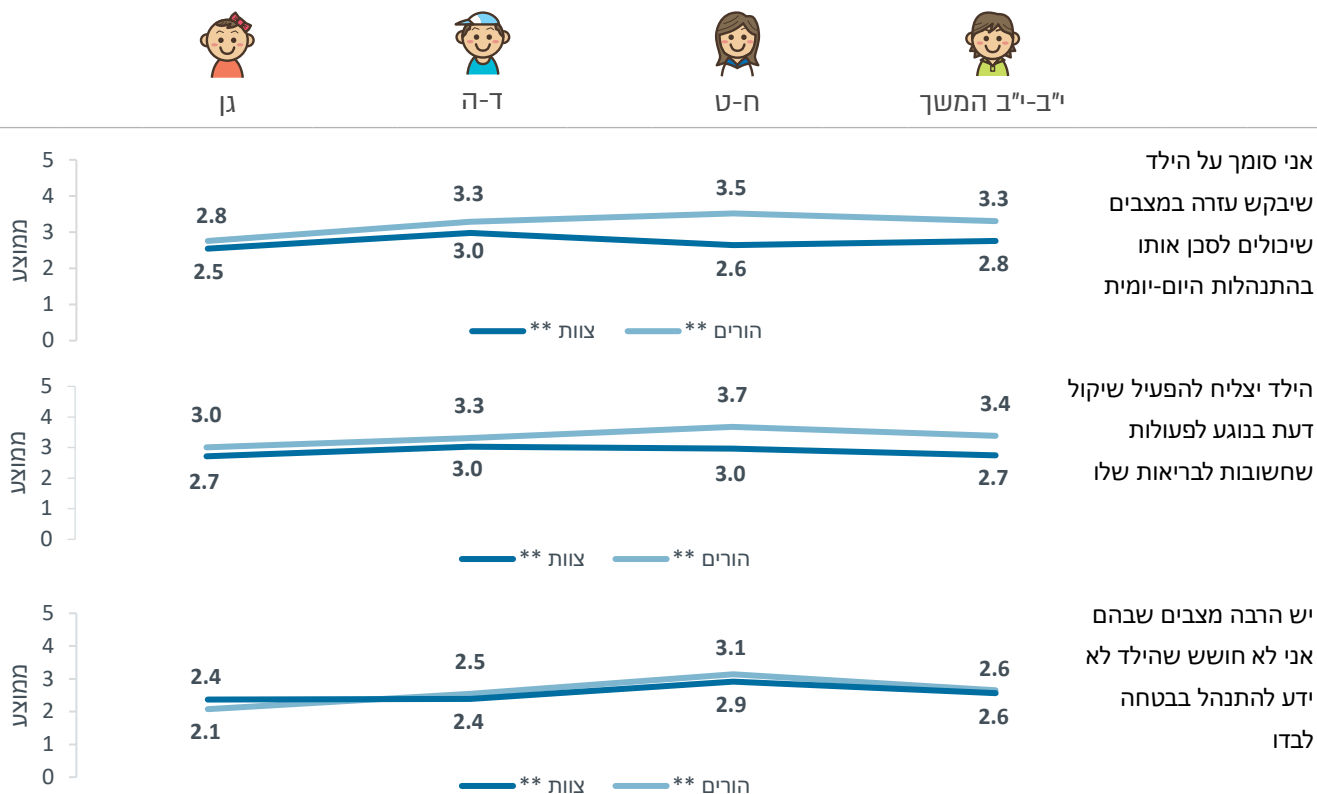 י"ב-י"ב המשך
ח-ט
ד-ה
גן
אני סומך על הילד
שיבקש עזרה במצבים
שיכולים לסכן אותו
בהתנהלות היום-יומית
ממוצע
5
4
3
2
1
0
2.8
3.3
3.5
3.3
2.5
3.0
2.6
2.8
צוות **
הורים **
הילד יצליח להפעיל שיקול
דעת בנוגע לפעולות
שחשובות לבריאות שלו
ממוצע
5
4
3
2
1
0
3.0
3.3
3.7
3.4
2.7
3.0
3.0
2.7
צוות **
הורים **
יש הרבה מצבים שבהם
אני לא חושש שהילד לא
ידע להתנהל בבטחה
לבדו
ממוצע
5
4
3
2
1
0
2.4
2.5
3.1
2.6
2.1
2.4
2.9
2.6
צוות **
הורים **